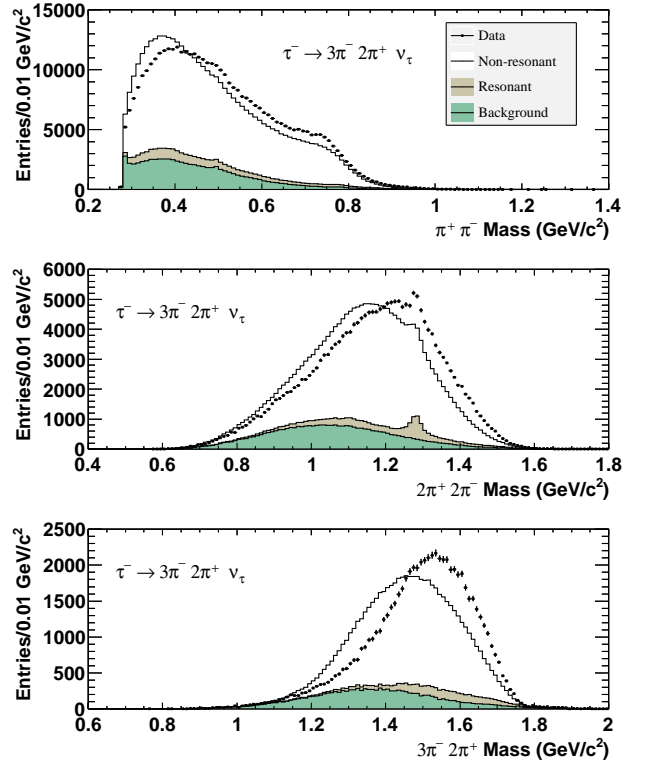 Entries/0.01 GeV/c²
15000
10000
5000
0
τ⁻ → 3π⁻ 2π⁺ ν_τ
Data
Non-resonant
Resonant
Background
0.2 0.4 0.6 0.8 1 1.2 1.4
π⁺ π⁻ Mass (GeV/c²)
Entries/0.01 GeV/c²
6000
5000
4000
3000
2000
1000
0
τ⁻ → 3π⁻ 2π⁺ ν_τ
0.4 0.6 0.8 1 1.2 1.4 1.6 1.8
2π⁺ 2π⁻ Mass (GeV/c²)
Entries/0.01 GeV/c²
2500
2000
1500
1000
500
0
τ⁻ → 3π⁻ 2π⁺ ν_τ
0.6 0.8 1 1.2 1.4 1.6 1.8 2
3π⁻ 2π⁺ Mass (GeV/c²)